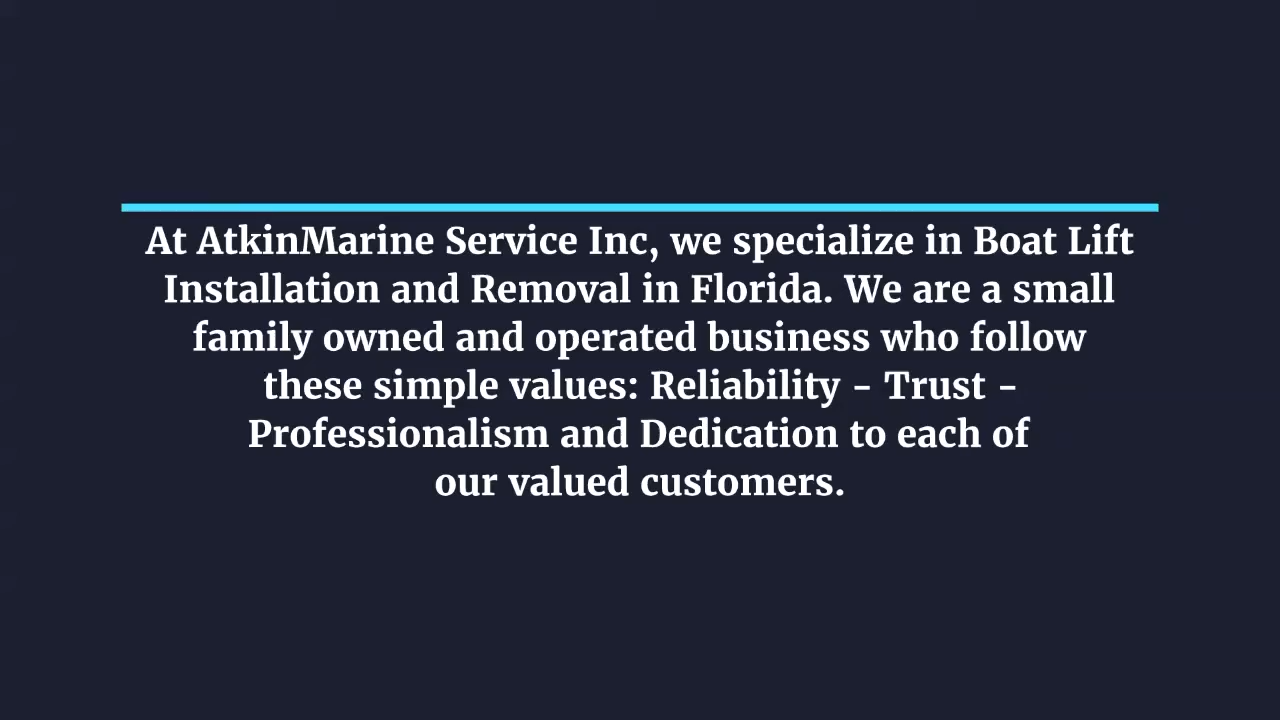 At AtkinMarine Service Inc, we specialize in Boat Lift
Installation and Removal in Florida. We are a small
family owned and operated business who follow
these simple values: Reliability - Trust -
Professionalism and Dedication to each of
our valued customers.